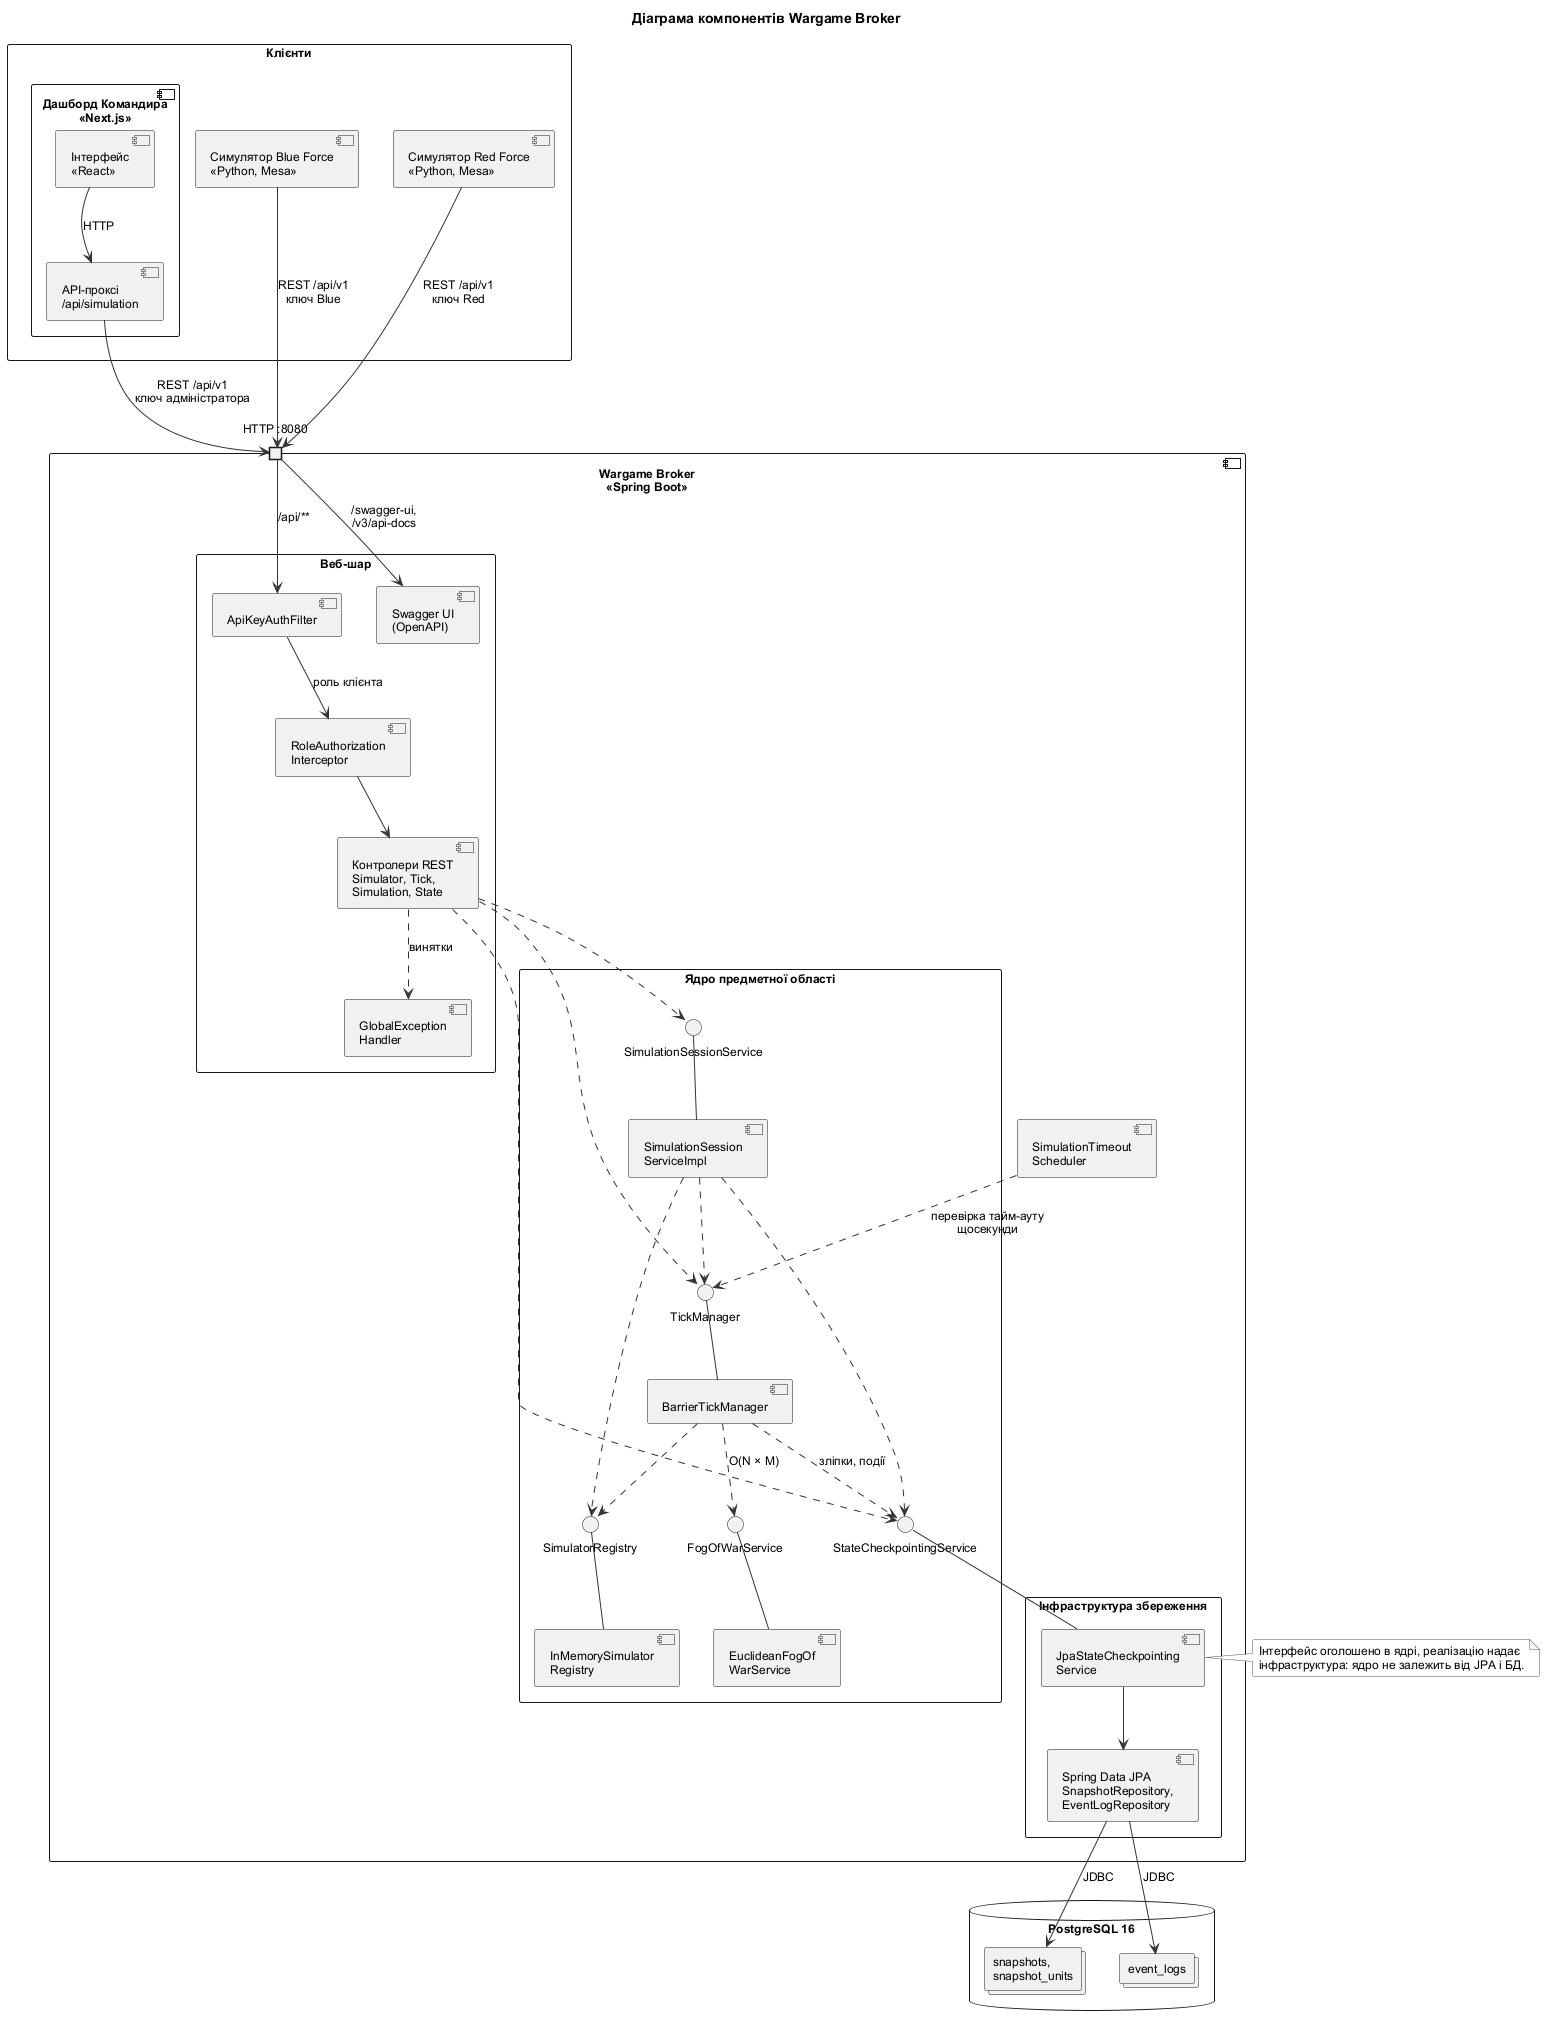 Діаграма компонентів Wargame Broker
Клієнти
Дашборд Командира
«Next.js»
Інтерфейс
«React»
Симулятор Blue Force
«Python, Mesa»
Симулятор Red Force
«Python, Mesa»
HTTP
API-проксі
/api/simulation
REST /api/v1
ключ Blue
REST /api/v1
ключ Red
REST /api/v1
ключ адміністратора
HTTP :8080
Wargame Broker
«Spring Boot»
/api/**
/swagger-ui,
/v3/api-docs
Веб-шар
ApiKeyAuthFilter
Swagger UI
(OpenAPI)
роль клієнта
RoleAuthorization
Interceptor
Контролери REST
Simulator, Tick,
Simulation, State
винятки
GlobalException
Handler
Ядро предметної області
SimulationSessionService
SimulationSession
ServiceImpl
SimulationTimeout
Scheduler
перевірка тайм-ауту
щосекунди
TickManager
BarrierTickManager
O(N × M)
зліпки, події
SimulatorRegistry
FogOfWarService
StateCheckpointingService
Інфраструктура збереження
InMemorySimulator
Registry
EuclideanFogOf
WarService
JpaStateCheckpointing
Service
Інтерфейс оголошено в ядрі, реалізацію надає
інфраструктура: ядро не залежить від JPA і БД.
Spring Data JPA
SnapshotRepository,
EventLogRepository
JDBC
JDBC
PostgreSQL 16
snapshots,
snapshot_units
event_logs